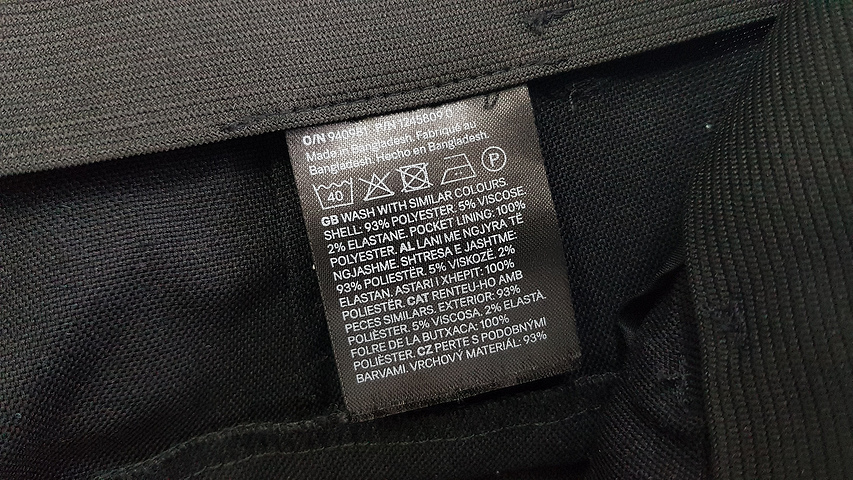 O/N 940981 P/N 1245809 0
Made in Bangladesh. Fabriqué au
Bangladesh. Hecho en Bangladesh.
40 P
GB WASH WITH SIMILAR COLOURS
SHELL: 93% POLYESTER. 5% VISCOSE.
2% ELASTANE. POCKET LINING: 100%
POLYESTER. AL LANI ME NGJYRA TË
NGJASHME. SHTRESA E JASHTME:
93% POLIESTËR. 5% VISKOZË. 2%
ELASTAN. ASTARI I XHEPIT: 100%
POLIESTËR. CAT RENTEU-HO AMB
PECES SIMILARS. EXTERIOR: 93%
POLIÈSTER. 5% VISCOSA. 2% ELASTÀ.
FOLRE DE LA BUTXACA: 100%
POLIÈSTER. CZ PERTE S PODOBNÝMI
BARVAMI. VRCHOVÝ MATERIÁL: 93%